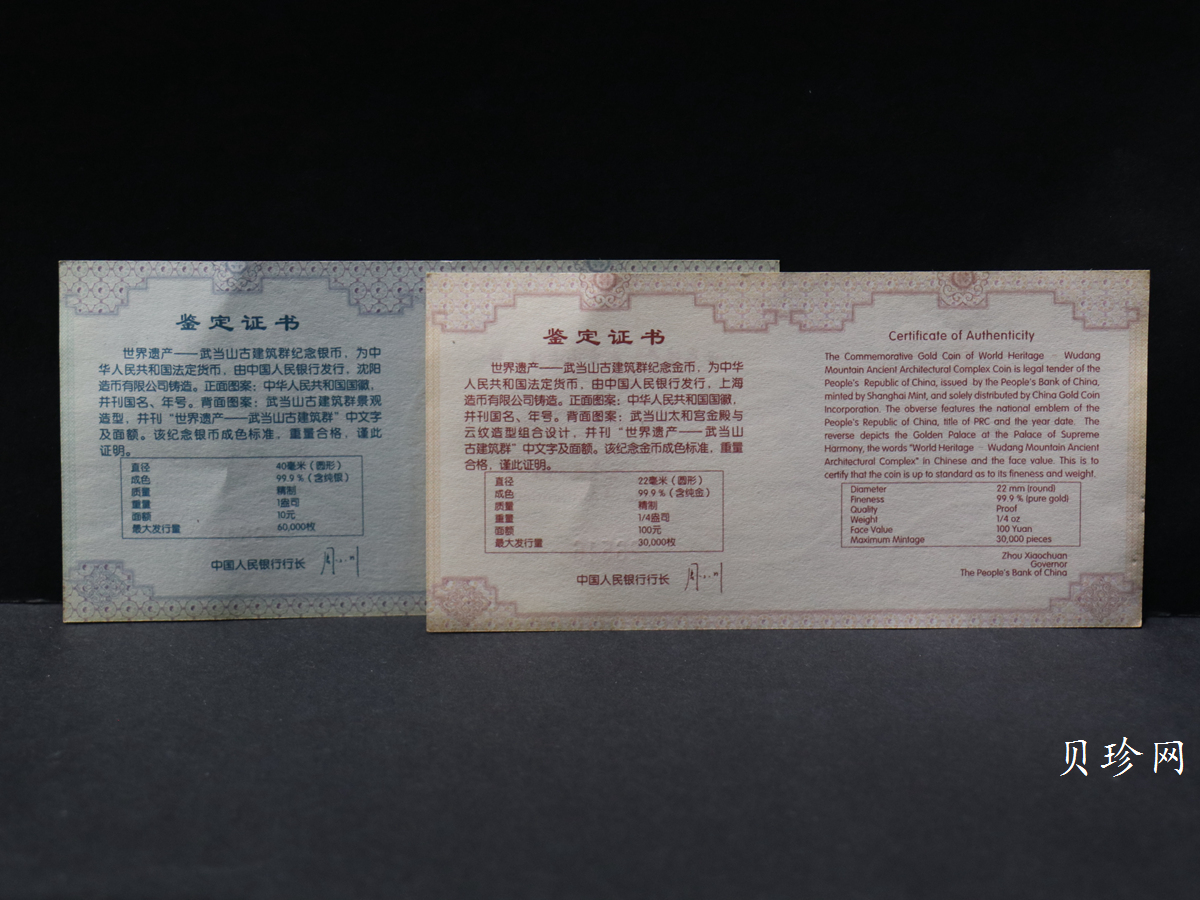 鉴定证书
世界遗产——武当山古建筑群纪念银币，为中
华人民共和国法定货币，由中国人民银行发行，沈阳
造币有限公司铸造。正面图案：中华人民共和国国徽，
并刊国名、年号。背面图案：武当山古建筑群景观
造型，并刊“世界遗产——武当山古建筑群”中文字
及面额。该纪念银币成色标准，重量合格，谨此
证明。
直径 40毫米（圆形）
成色 99.9%（含纯银）
质量 精制
重量 1盎司
面额 10元
最大发行量 60,000枚
中国人民银行行长
鉴定证书
世界遗产——武当山古建筑群纪念金币，为中华
人民共和国法定货币，由中国人民银行发行，上海
造币有限公司铸造。正面图案：中华人民共和国国徽，
并刊国名、年号。背面图案：武当山太和宫金殿与
云纹造型组合设计，并刊“世界遗产——武当山
古建筑群”中文字及面额。该纪念金币成色标准，重量
合格，谨此证明。
直径 22毫米（圆形）
成色 99.9%（含纯金）
质量 精制
重量 1/4盎司
面额 100元
最大发行量 30,000枚
中国人民银行行长
Certificate of Authenticity
The Commemorative Gold Coin of World Heritage – Wudang
Mountain Ancient Architectural Complex Coin is legal tender of the
People's Republic of China, issued by the People's Bank of China,
minted by Shanghai Mint, and solely distributed by China Gold Coin
Incorporation. The obverse features the national emblem of the
People's Republic of China, title of PRC and the year date. The
reverse depicts the Golden Palace at the Palace of Supreme
Harmony, the words "World Heritage – Wudang Mountain Ancient
Architectural Complex" in Chinese and the face value. This is to
certify that the coin is up to standard as to its fineness and weight.
Diameter 22 mm (round)
Fineness 99.9% (pure gold)
Quality Proof
Weight 1/4 oz
Face Value 100 Yuan
Maximum Mintage 30,000 pieces
Zhou Xiaochuan
Governor
The People's Bank of China
贝珍网